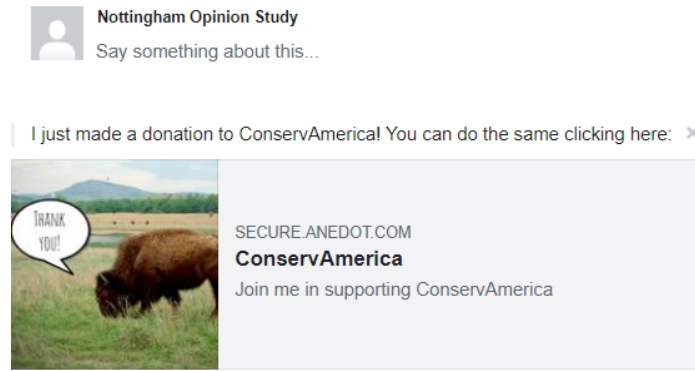 Nottingham Opinion Study
Say something about this...
I just made a donation to ConservAmerica! You can do the same clicking here:
THANK
YOU!
SECURE.ANEDOT.COM
ConservAmerica
Join me in supporting ConservAmerica